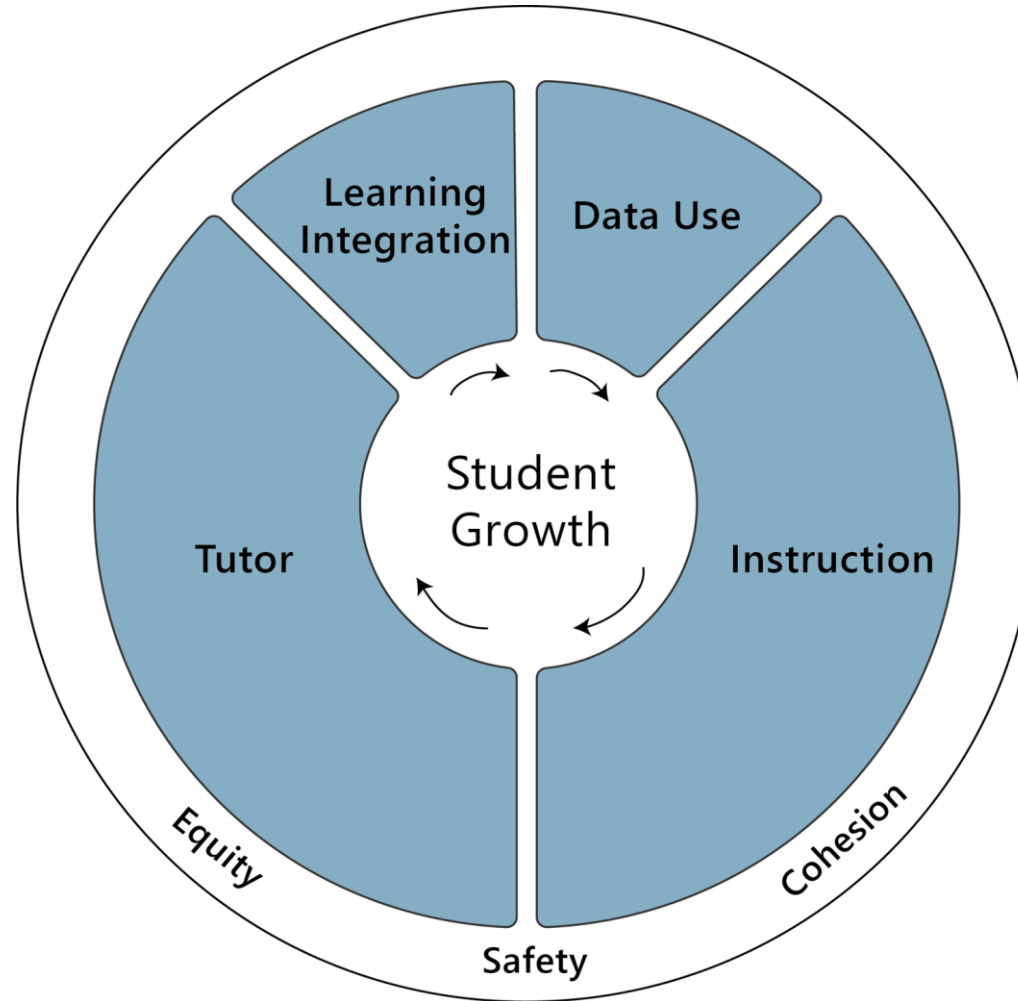 Learning
Integration
Data Use
Student
Growth
Tutor
Instruction
Equity
Safety
Cohesion